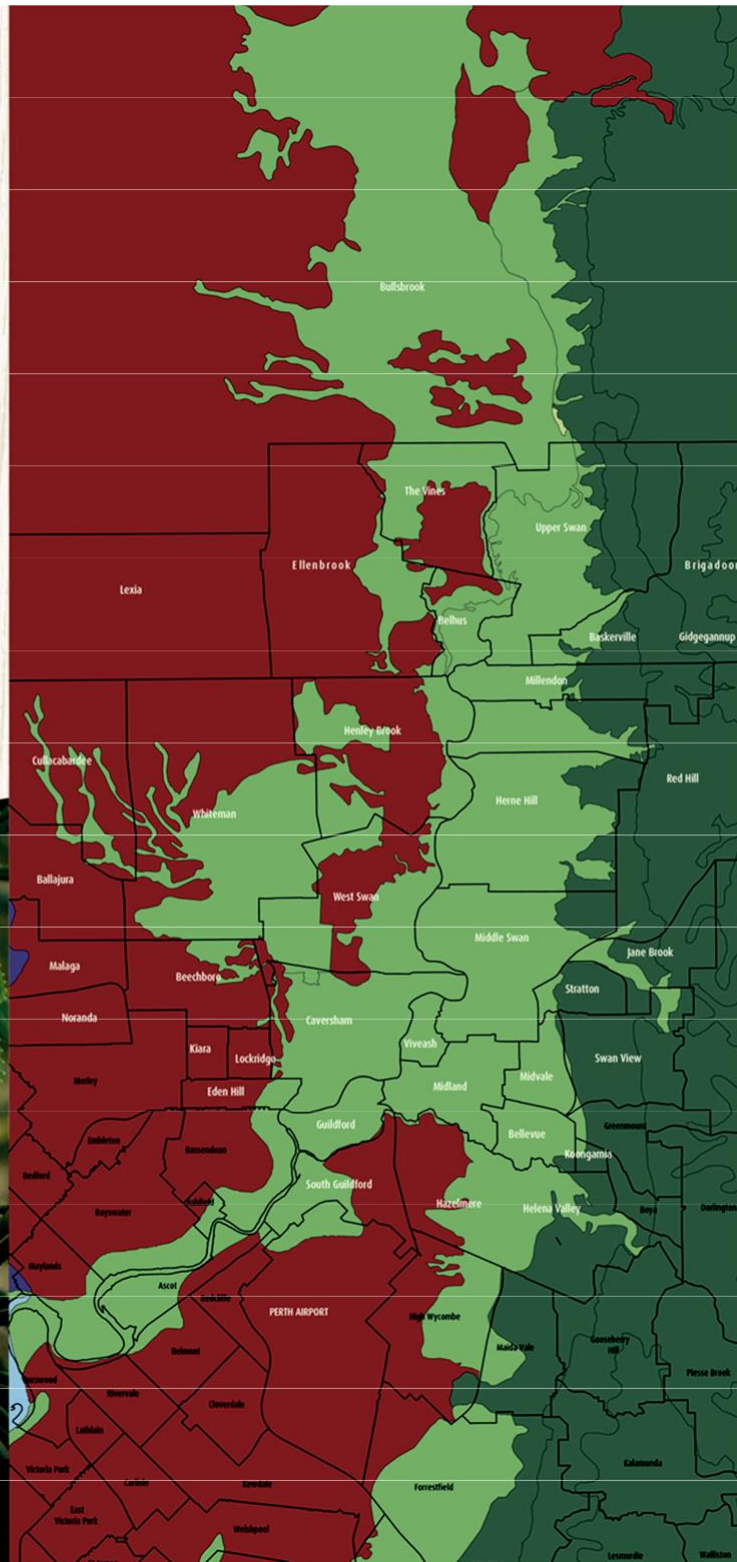 Bullsbrook
The Vines
Upper Swan
Ellenbrook
Brigadoon
Lexia
Belhus
Baskerville
Gidgegannup
Millendon
Henley Brook
Cullacabardee
Red Hill
Herne Hill
Whiteman
Ballajura
West Swan
Middle Swan
Jane Brook
Malaga
Beechboro
Stratton
Noranda
Caversham
Viveash
Kiara
Lockridge
Swan View
Morley
Midland
Midvale
Eden Hill
Guildford
Greenmount
Bellevue
Embleton
Bassendean
Koongamia
Bedford
South Guildford
Ashfield
Hazelmere
Helena Valley
Boya
Darlington
Bayswater
Maylands
Ascot
Redcliffe
PERTH AIRPORT
High Wycombe
Gooseberry
Hill
Maida Vale
Belmont
Piesse Brook
Burswood
Rivervale
Cloverdale
Lathlain
Victoria Park
Kalamunda
Carlisle
Kewdale
Forrestfield
East
Victoria Park
Welshpool
Lesmurdie
Walliston